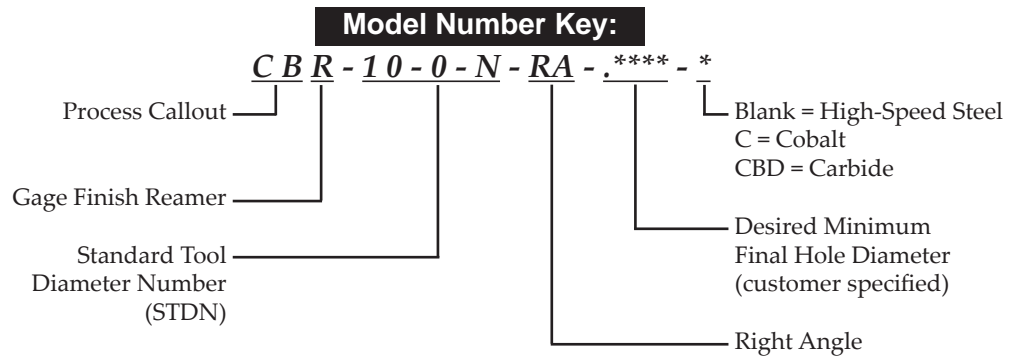 Model Number Key:
C B R - 1 0 - 0 - N - RA - .**** - *
Process Callout
Gage Finish Reamer
Standard Tool
Diameter Number
(STDN)
Blank = High-Speed Steel
C = Cobalt
CBD = Carbide
Desired Minimum
Final Hole Diameter
(customer specified)
Right Angle